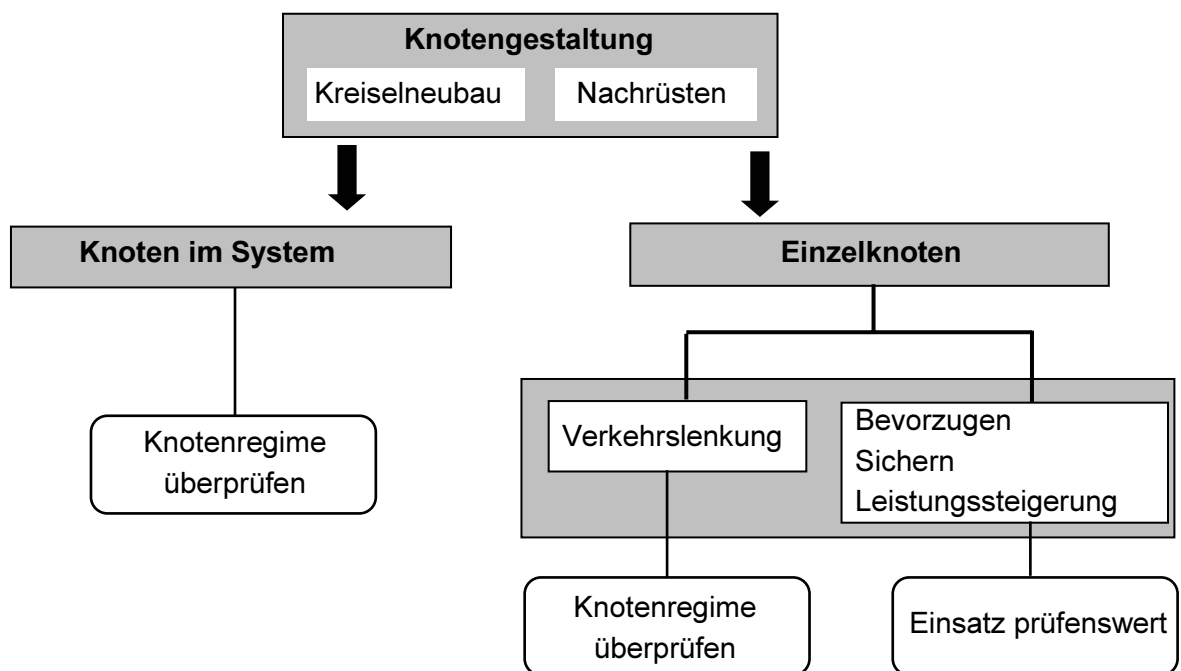 Knotengestaltung
Kreiselneubau
Nachrüsten
Knoten im System
Einzelknoten
Knotenregime
überprüfen
Verkehrslenkung
Bevorzugen
Sichern
Leistungssteigerung
Knotenregime
überprüfen
Einsatz prüfenswert